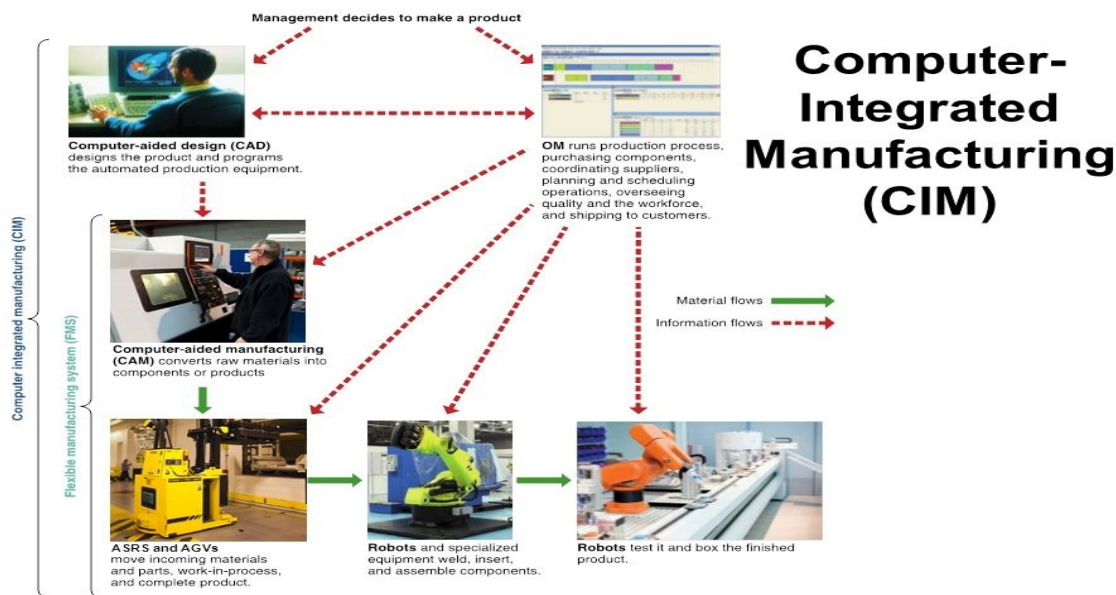 Management decides to make a product
Computer-
Integrated
Manufacturing
(CIM)
Computer-aided design (CAD)
designs the product and programs
the automated production equipment.
OM runs production process,
purchasing components,
coordinating suppliers,
planning and scheduling
operations, overseeing
quality and the workforce,
and shipping to customers.
Computer integrated manufacturing (CIM)
Flexible manufacturing system (FMS)
Material flows
Information flows
Computer-aided manufacturing
(CAM) converts raw materials into
components or products
ASRS and AGVs
move incoming materials
and parts, work-in-process,
and complete product.
Robots and specialized
equipment weld, insert,
and assemble components.
Robots test it and box the finished
product.